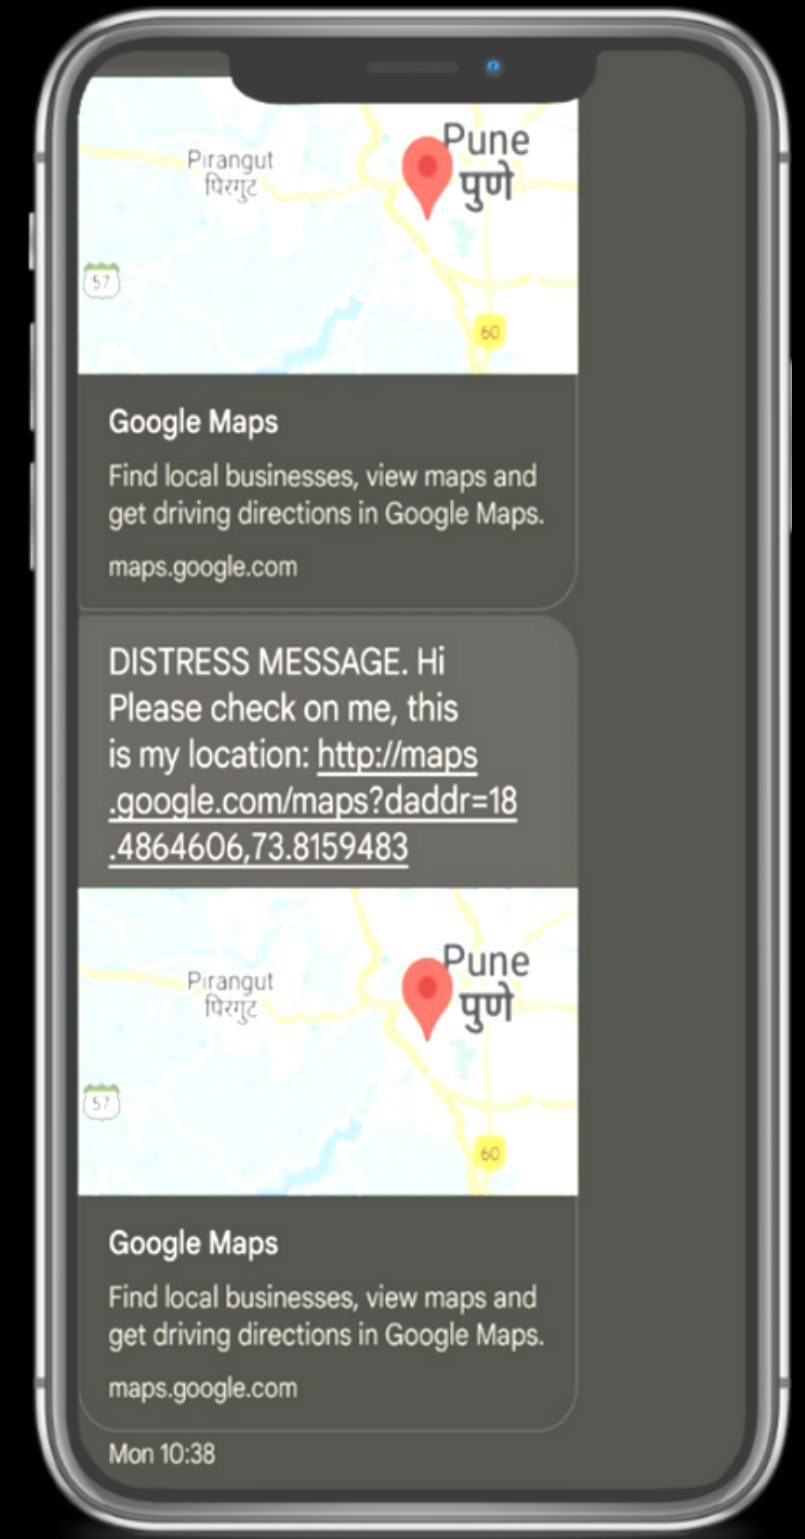 Pune
Pirangut
पुणे
पिरंगुट
57
60
Google Maps
Find local businesses, view maps and
get driving directions in Google Maps.
maps.google.com
DISTRESS MESSAGE. Hi
Please check on me, this
is my location: http://maps
.google.com/maps?daddr=18
.4864606,73.8159483
Pune
Pirangut
पुणे
पिरंगुट
57
60
Google Maps
Find local businesses, view maps and
get driving directions in Google Maps.
maps.google.com
Mon 10:38